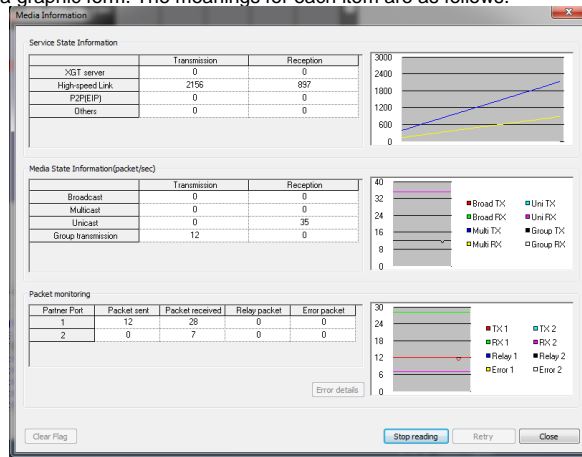 a graphic form. The meanings for each item are as follows.
Media Information
Service State Information
Transmission Reception
XGT server 0 0
High-speed Link 2156 897
P2P(EIP) 0 0
Others 0 0
3000
2400
1800
1200
600
0
Media State Information(packet/sec)
Transmission Reception
Broadcast 0 0
Multicast 0 0
Unicast 0 35
Group transmission 12 0
40
32
24
16
8
0
Broad TX Uni TX
Broad RX Uni RX
Multi TX Group TX
Multi RX Group RX
Packet monitoring
Partner Port Packet sent Packet received Relay packet Error packet
1 12 28 0 0
2 0 7 0 0
30
24
18
12
6
0
TX 1 TX 2
RX 1 RX 2
Relay 1 Relay 2
Error 1 Error 2
Error details
Clear Flag Stop reading Retry Close